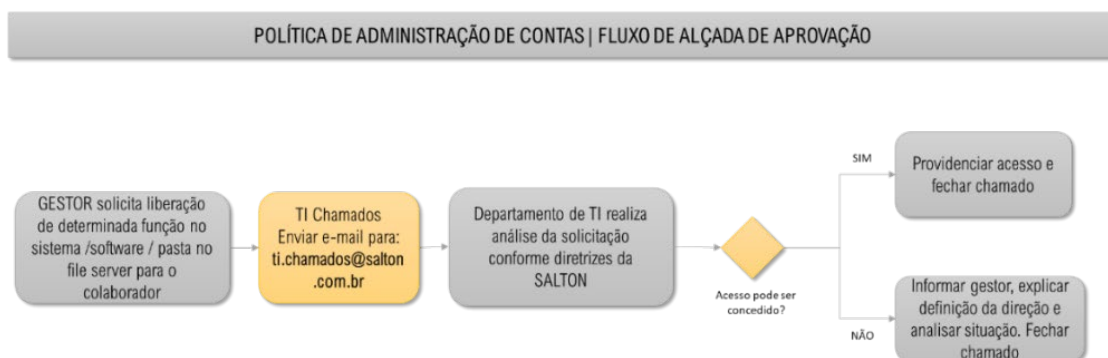 POLÍTICA DE ADMINISTRAÇÃO DE CONTAS | FLUXO DE ALÇADA DE APROVAÇÃO
GESTOR solicita liberação
de determinada função no
sistema /software / pasta no
file server para o
colaborador
TI Chamados
Enviar e-mail para:
ti.chamados@salton
.com.br
Departamento de TI realiza
análise da solicitação
conforme diretrizes da
SALTON
Acesso pode ser
concedido?
SIM
Providenciar acesso e
fechar chamado
NÃO
Informar gestor, explicar
definição da direção e
analisar situação. Fechar
chamado